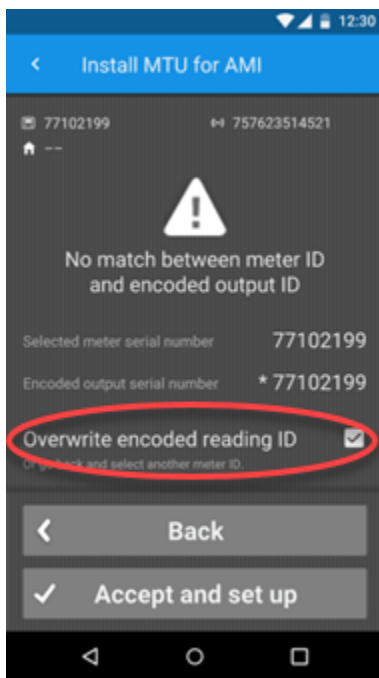 12:30
Install MTU for AMI
77102199 757623514521
--
No match between meter ID
and encoded output ID
Selected meter serial number 77102199
Encoded output serial number * 77102199
Overwrite encoded reading ID
Or go back and select another meter ID.
Back
Accept and set up